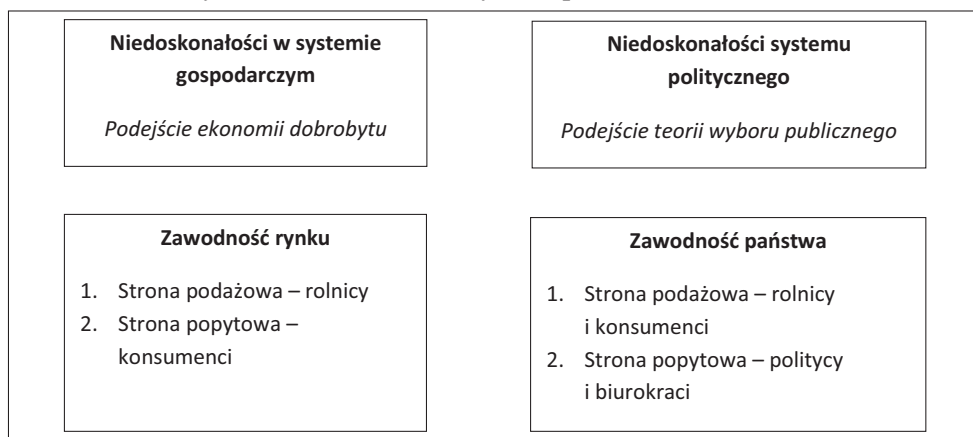 Niedoskonałości w systemie
gospodarczym
Podejście ekonomii dobrobytu
Niedoskonałości systemu
politycznego
Podejście teorii wyboru publicznego
Zawodność rynku
1. Strona podażowa – rolnicy
2. Strona popytowa –
konsumenci
Zawodność państwa
1. Strona podażowa – rolnicy
i konsumenci
2. Strona popytowa – politycy
i biurokraci